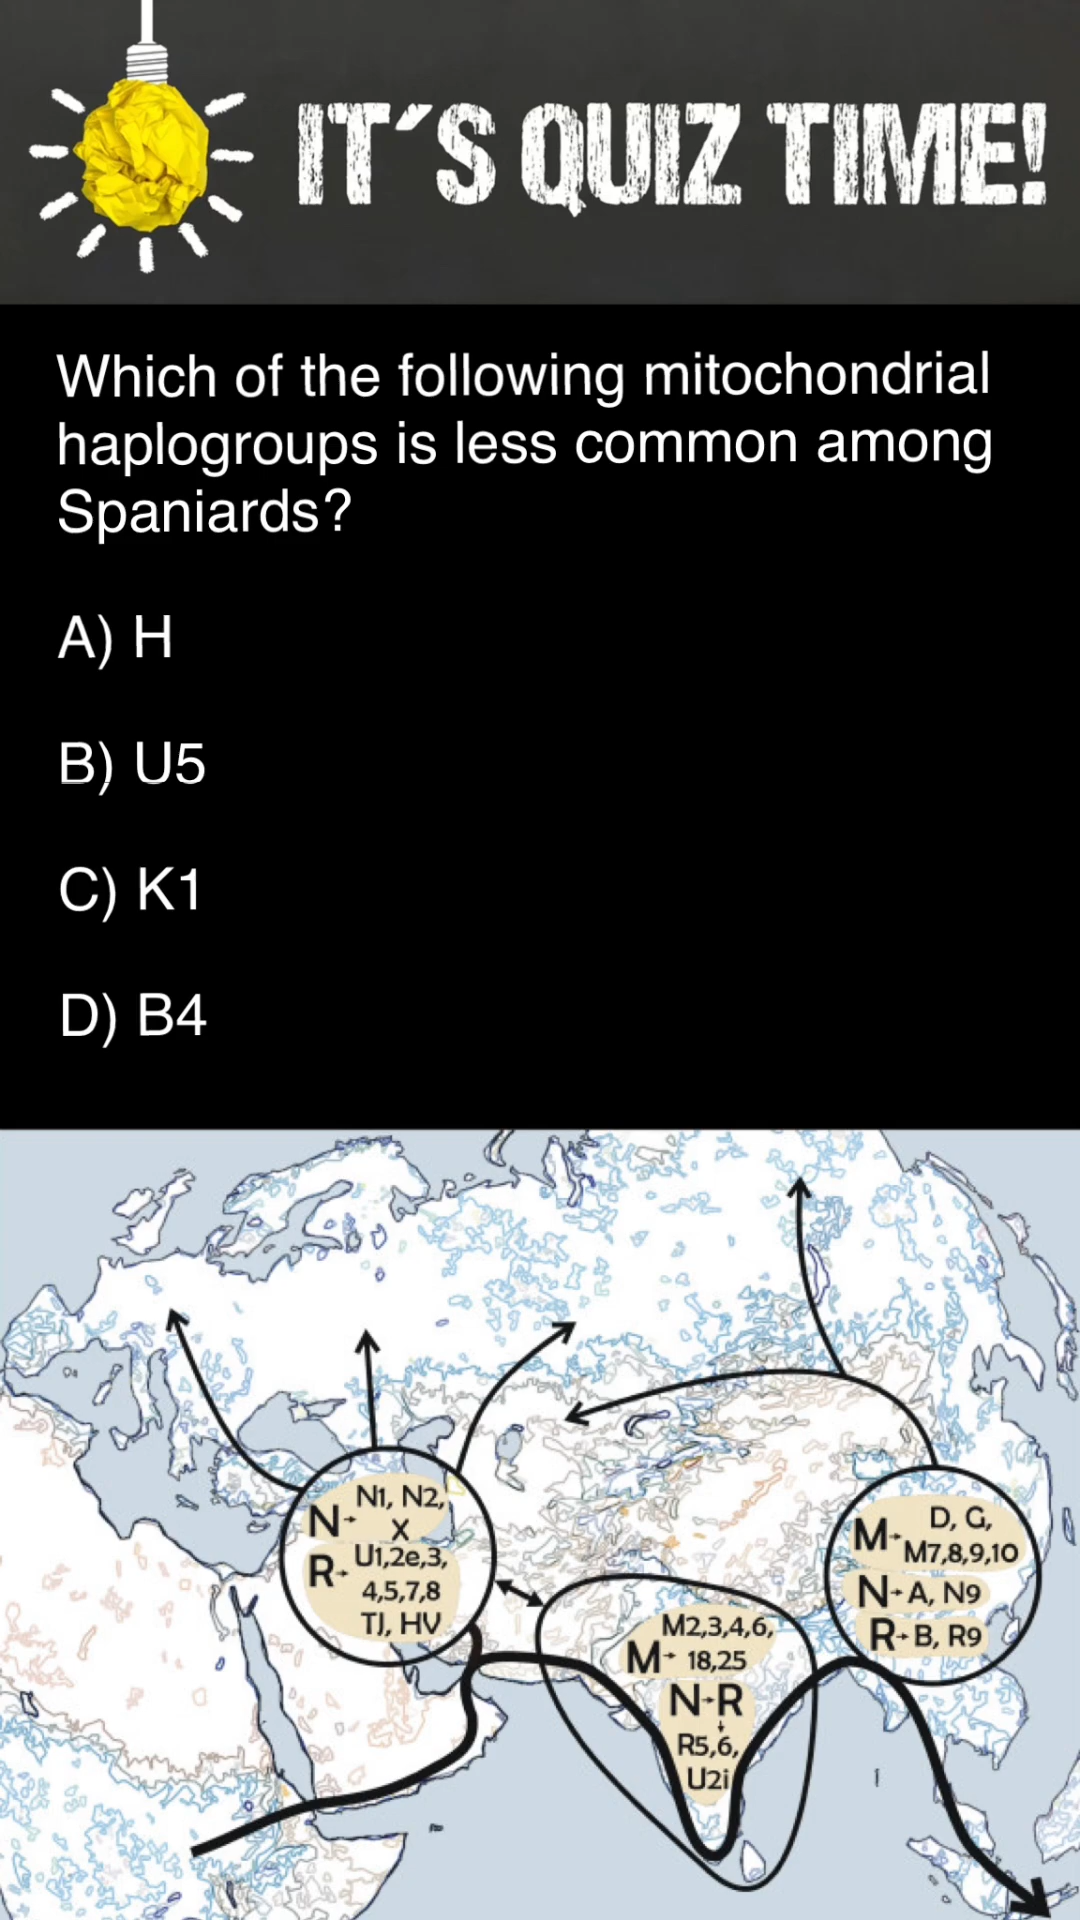 IT´S QUIZ TIME!
Which of the following mitochondrial
haplogroups is less common among
Spaniards?
A) H
B) U5
C) K1
D) B4
N→ N1, N2,
X
R→ U1,2e,3,
4,5,7,8
TJ, HV
M→ M2,3,4,6,
18,25
N→R
↓
R5,6,
U2i
M→ D, G,
M7,8,9,10
N→A, N9
R→B, R9